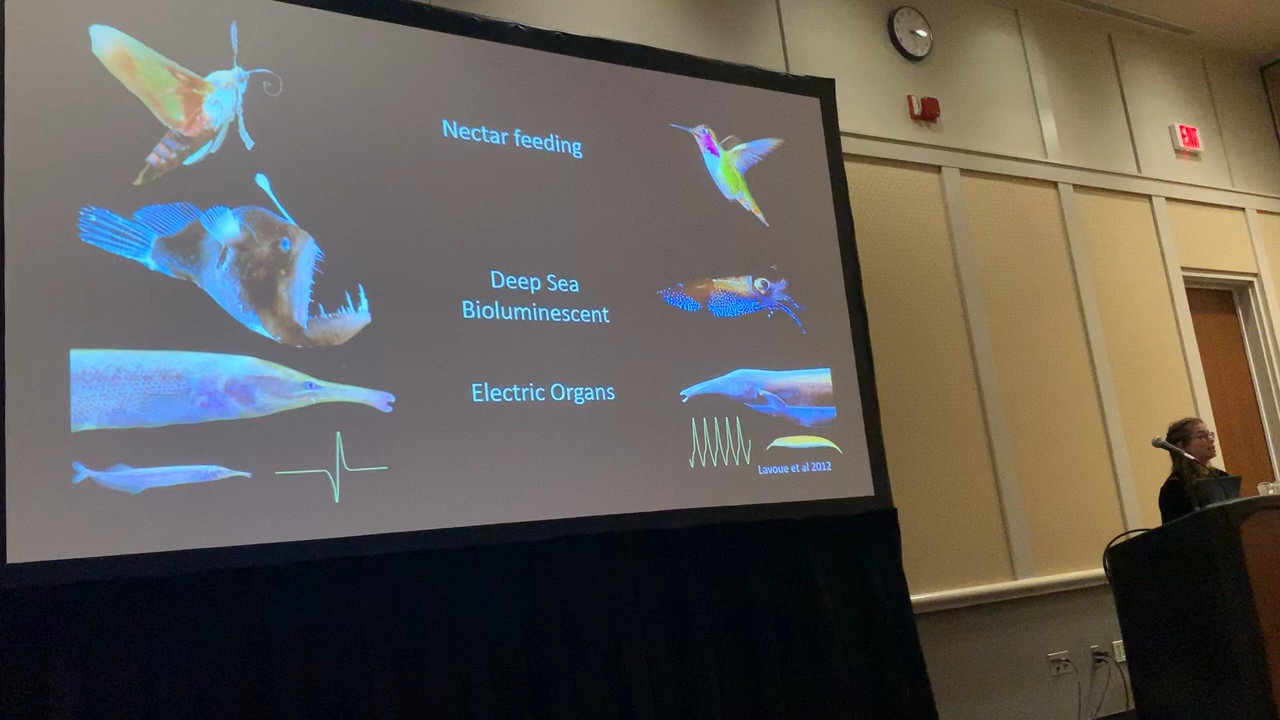 Nectar feeding
EXIT
Deep Sea
Bioluminescent
Electric Organs
Lavoue et al 2012